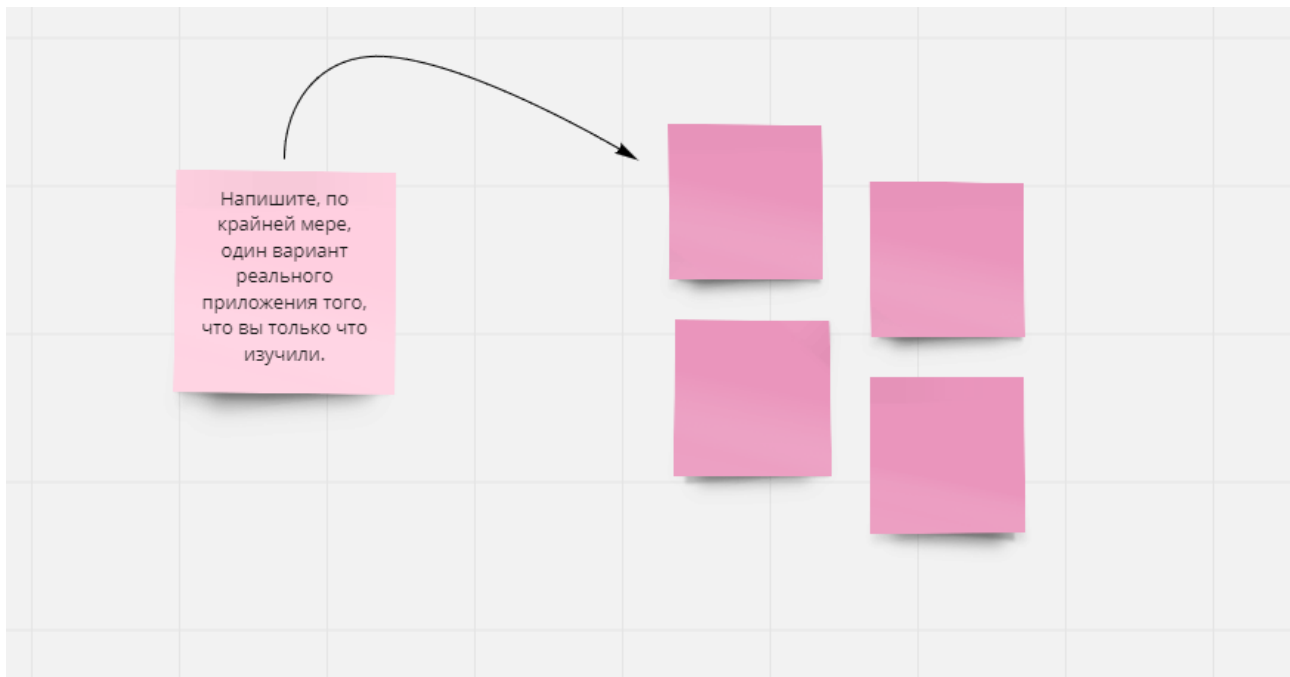 Напишите, по
крайней мере,
один вариант
реального
приложения того,
что вы только что
изучили.